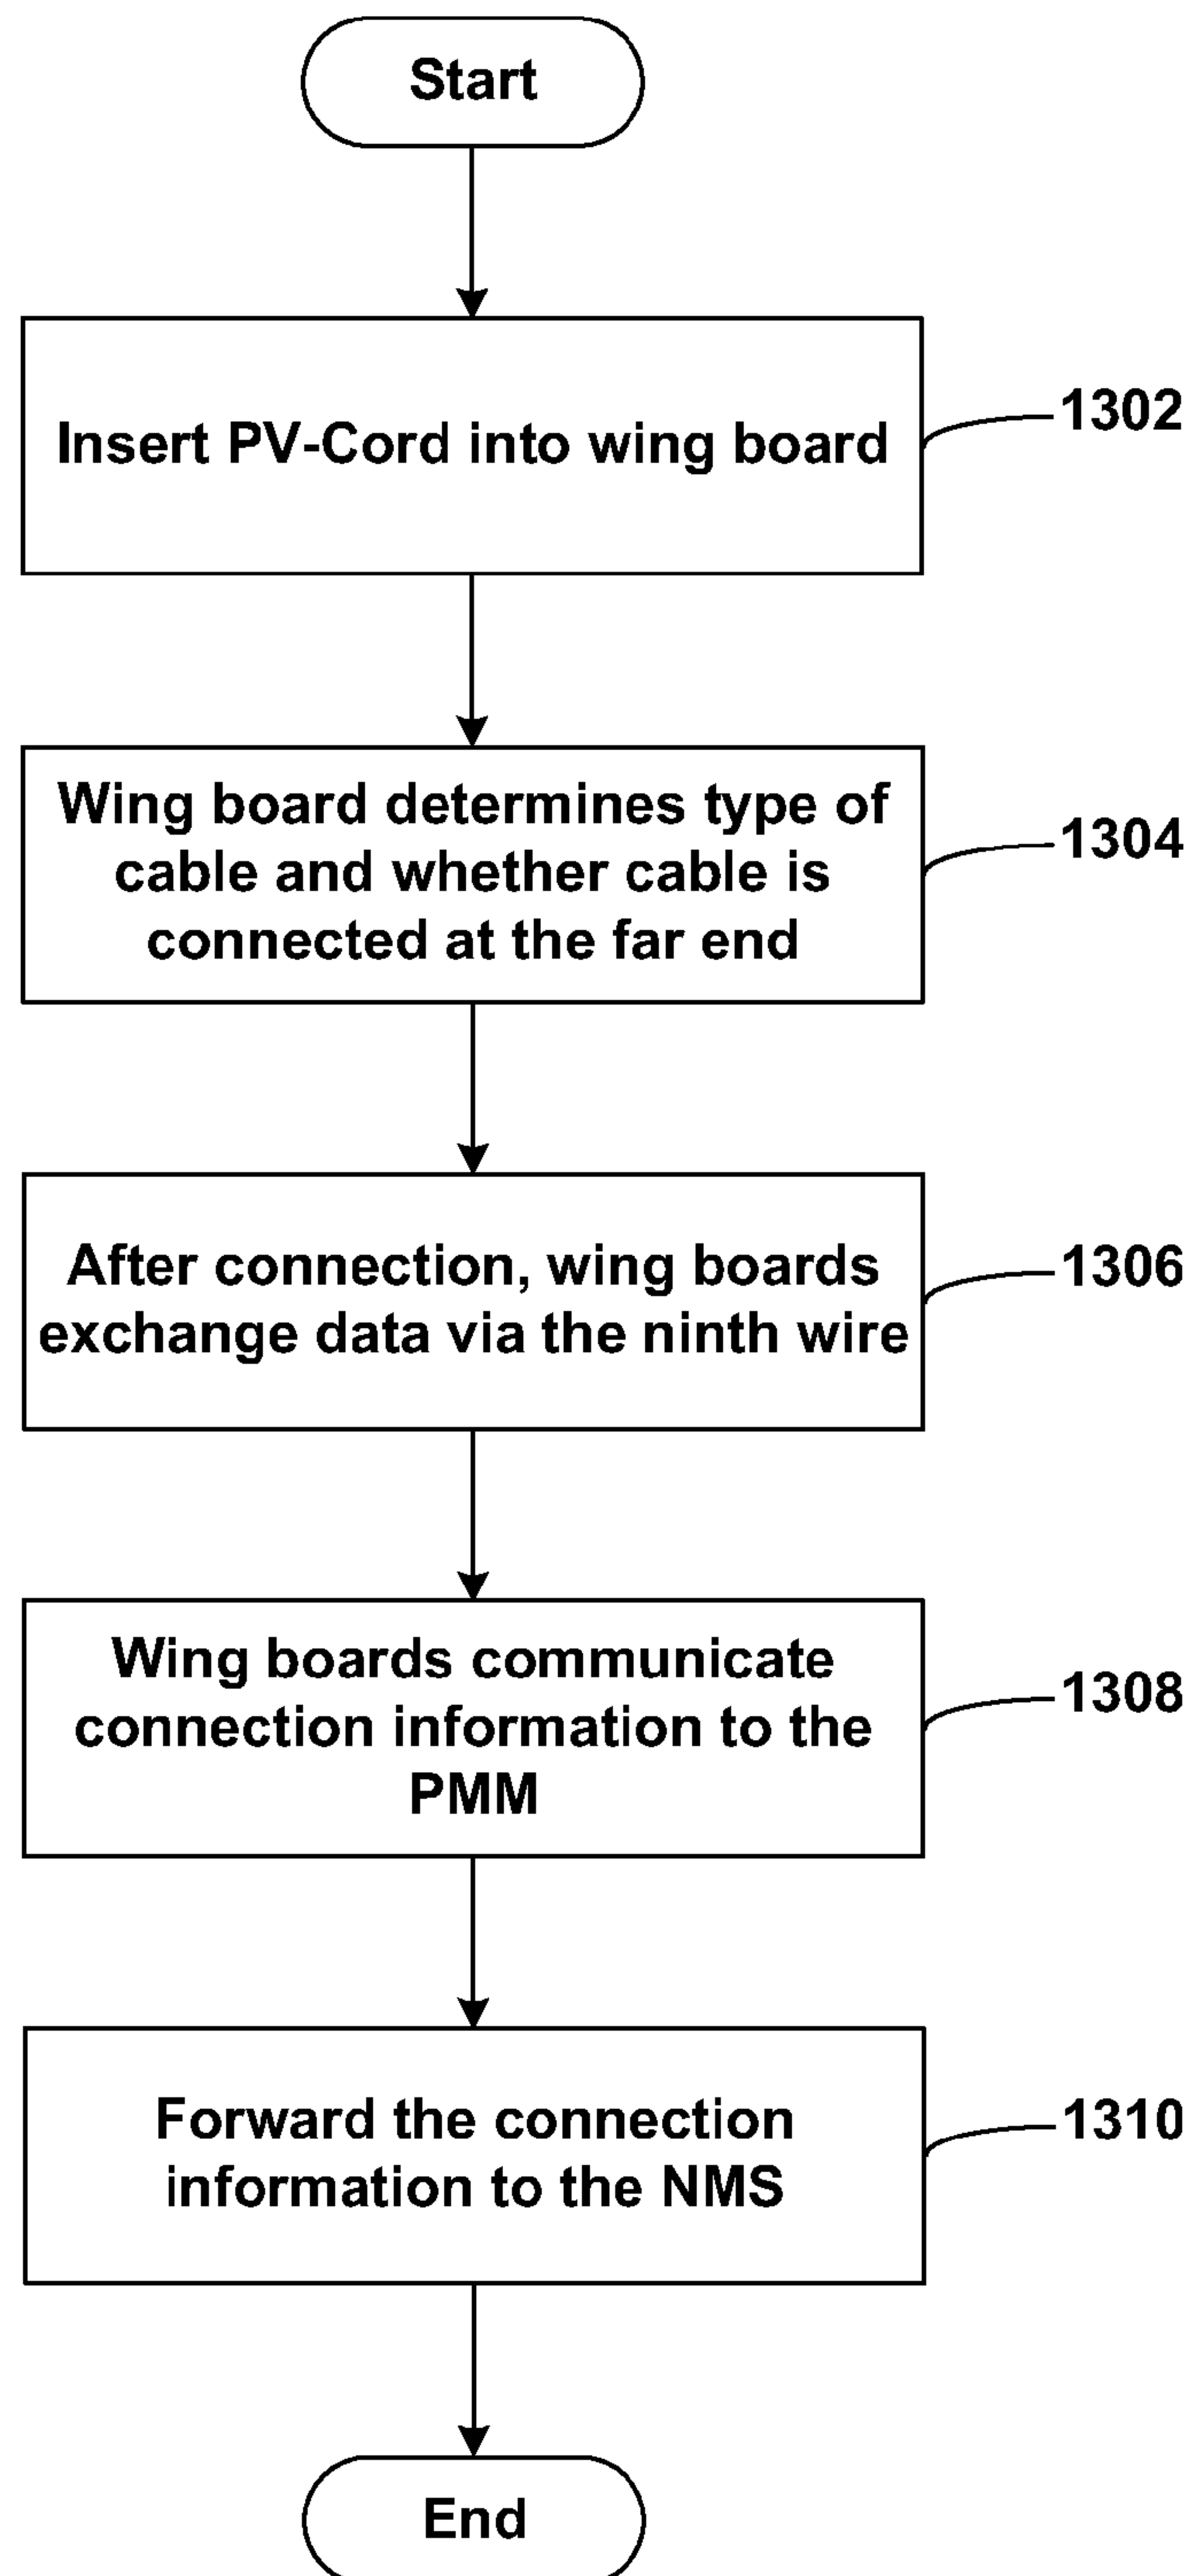 Start
Insert PV-Cord into wing board
1302
Wing board determines type of
cable and whether cable is
connected at the far end
1304
After connection, wing boards
exchange data via the ninth wire
1306
Wing boards communicate
connection information to the
PMM
1308
Forward the connection
information to the NMS
1310
End